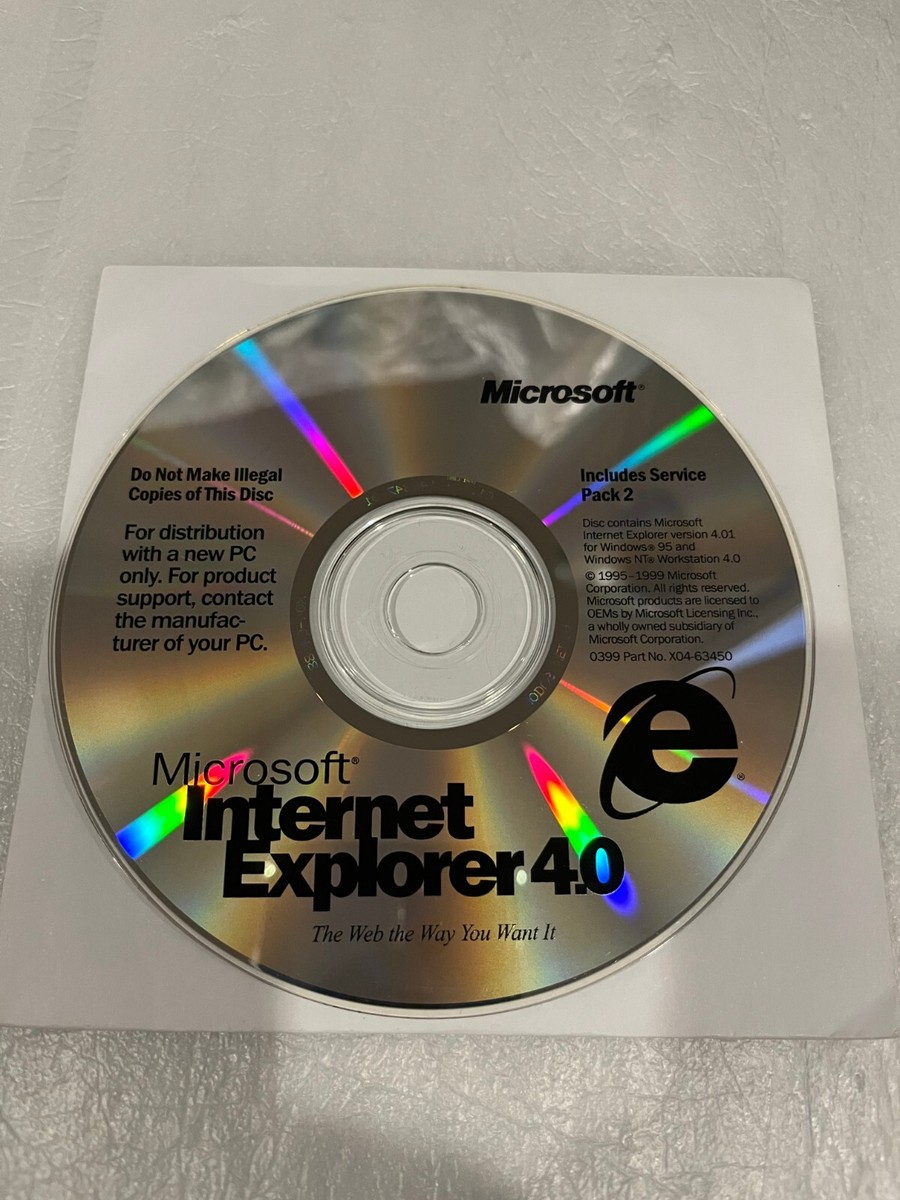 Microsoft®
Do Not Make Illegal
Copies of This Disc
For distribution
with a new PC
only. For product
support, contact
the manufac-
turer of your PC.
Includes Service
Pack 2
Disc contains Microsoft
Internet Explorer version 4.01
for Windows® 95 and
Windows NT® Workstation 4.0
© 1995–1999 Microsoft
Corporation. All rights reserved.
Microsoft products are licensed to
OEMs by Microsoft Licensing Inc.,
a wholly owned subsidiary of
Microsoft Corporation.
0399 Part No. X04-63450
e®
Microsoft®
Internet
Explorer 4.0
The Web the Way You Want It